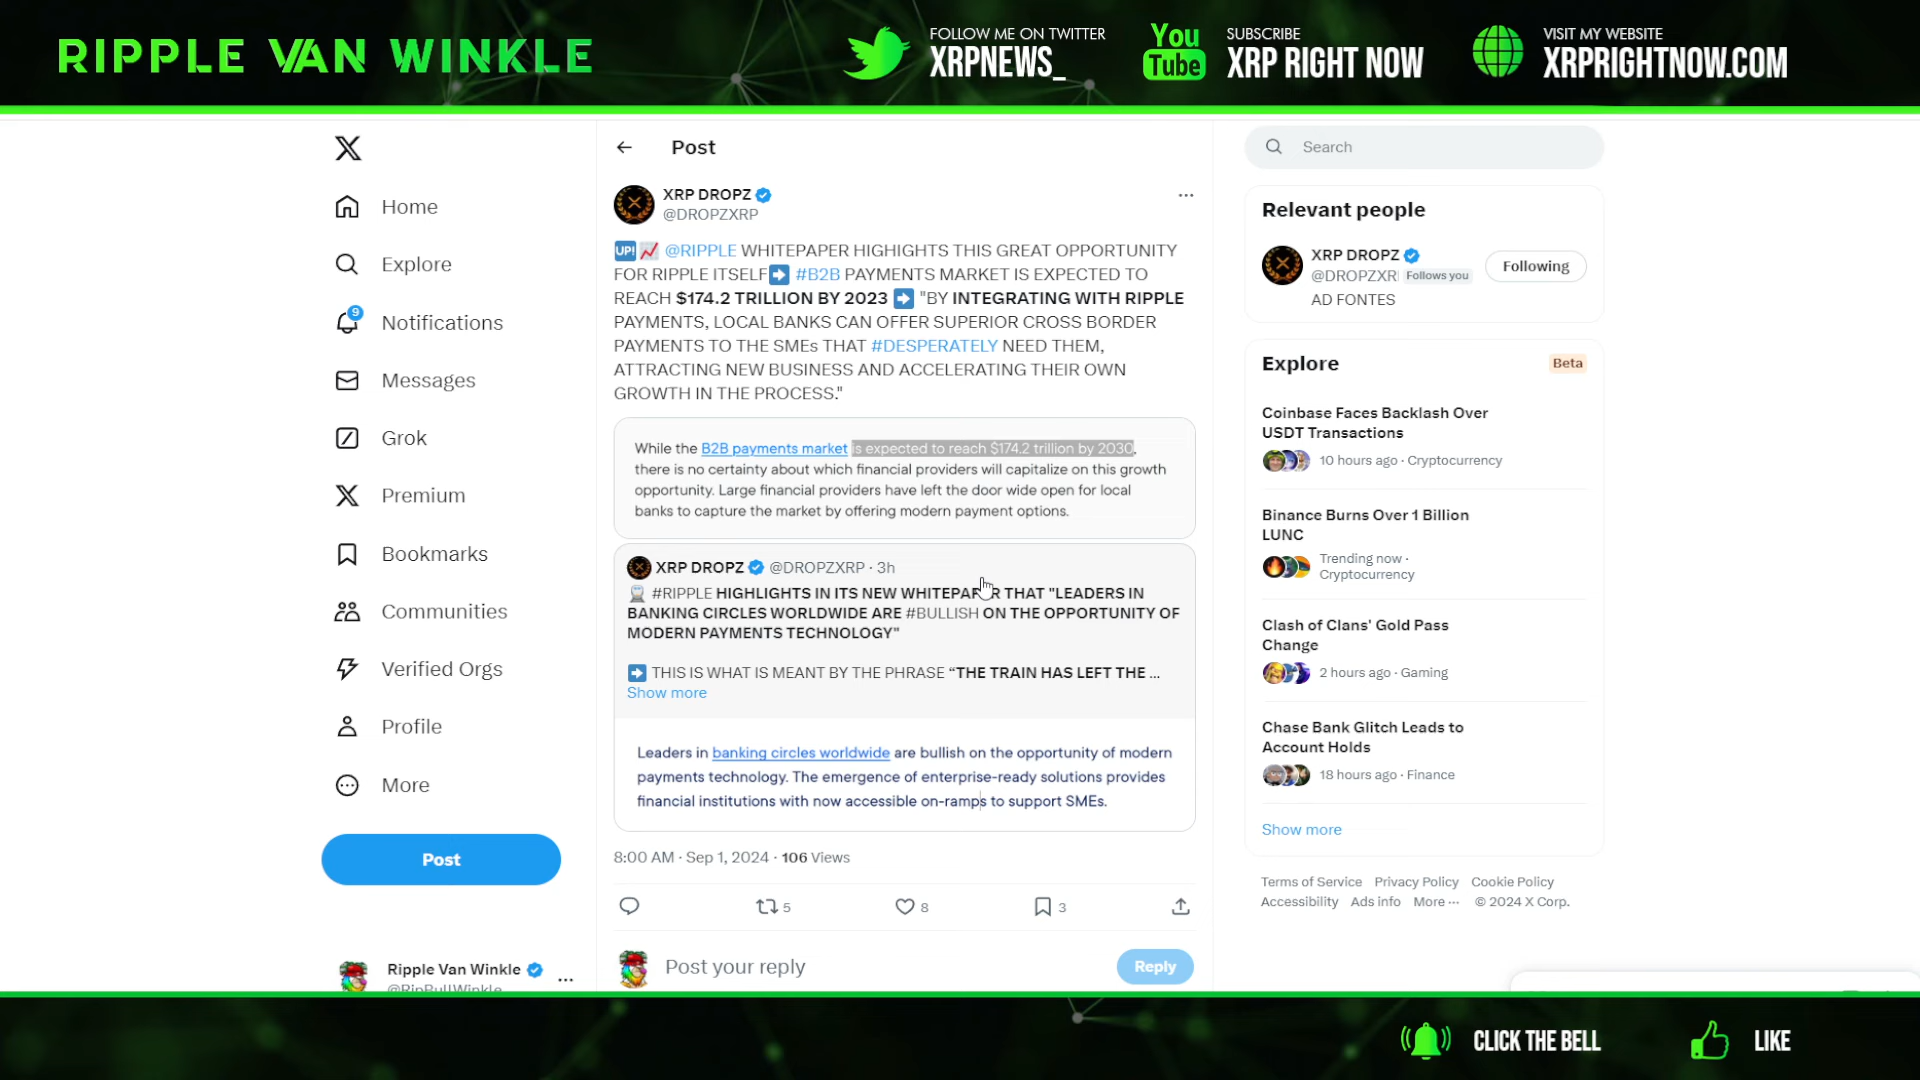 RIPPLE VAN WINKLE
FOLLOW ME ON TWITTER
XRPNEWS_
You
Tube
SUBSCRIBE
XRP RIGHT NOW
VISIT MY WEBSITE
XRPRIGHTNOW.COM
Home
Explore
9
Notifications
Messages
Grok
Premium
Bookmarks
Communities
Verified Orgs
Profile
More
Post
Ripple Van Winkle
@RipBullWinkle
Post
XRP DROPZ
@DROPZXRP
UP! @RIPPLE WHITEPAPER HIGHIGHTS THIS GREAT OPPORTUNITY
FOR RIPPLE ITSELF #B2B PAYMENTS MARKET IS EXPECTED TO
REACH $174.2 TRILLION BY 2023 "BY INTEGRATING WITH RIPPLE
PAYMENTS, LOCAL BANKS CAN OFFER SUPERIOR CROSS BORDER
PAYMENTS TO THE SMEs THAT #DESPERATELY NEED THEM,
ATTRACTING NEW BUSINESS AND ACCELERATING THEIR OWN
GROWTH IN THE PROCESS."
While the B2B payments market is expected to reach $174.2 trillion by 2030,
there is no certainty about which financial providers will capitalize on this growth
opportunity. Large financial providers have left the door wide open for local
banks to capture the market by offering modern payment options.
XRP DROPZ @DROPZXRP · 3h
#RIPPLE HIGHLIGHTS IN ITS NEW WHITEPAPER THAT "LEADERS IN
BANKING CIRCLES WORLDWIDE ARE #BULLISH ON THE OPPORTUNITY OF
MODERN PAYMENTS TECHNOLOGY"
THIS IS WHAT IS MEANT BY THE PHRASE “THE TRAIN HAS LEFT THE ...
Show more
Leaders in banking circles worldwide are bullish on the opportunity of modern
payments technology. The emergence of enterprise-ready solutions provides
financial institutions with now accessible on-ramps to support SMEs.
8:00 AM · Sep 1, 2024 · 106 Views
5
8
3
Post your reply
Reply
Search
Relevant people
XRP DROPZ
@DROPZXR Follows you
AD FONTES
Following
Explore
Beta
Coinbase Faces Backlash Over
USDT Transactions
10 hours ago · Cryptocurrency
Binance Burns Over 1 Billion
LUNC
Trending now ·
Cryptocurrency
Clash of Clans' Gold Pass
Change
2 hours ago · Gaming
Chase Bank Glitch Leads to
Account Holds
18 hours ago · Finance
Show more
Terms of Service Privacy Policy Cookie Policy
Accessibility Ads info More ··· © 2024 X Corp.
CLICK THE BELL
LIKE